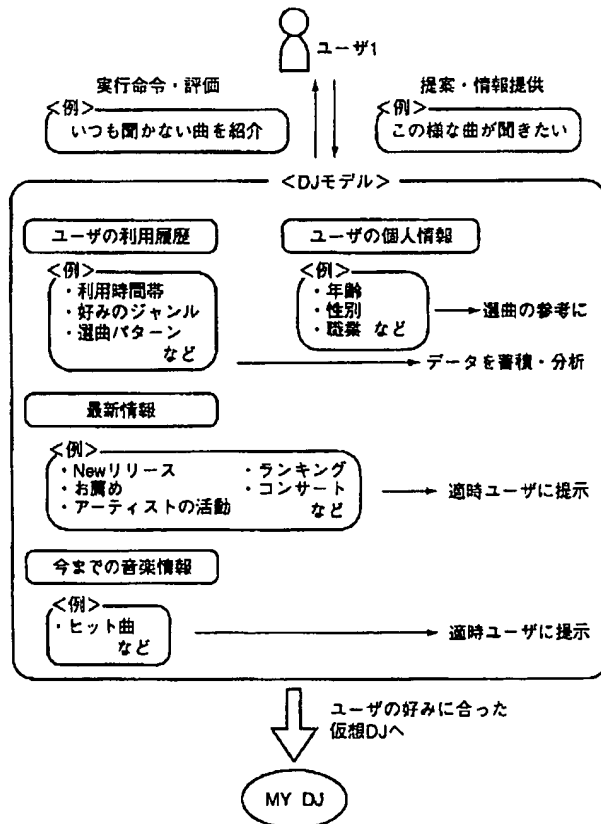 ユーザ1
実行命令・評価
<例>
いつも聞かない曲を紹介
提案・情報提供
<例>
この様な曲が聞きたい
<DJモデル>
ユーザの利用履歴
<例>
・利用時間帯
・好みのジャンル
・選曲パターン
など
ユーザの個人情報
<例>
・年齢
・性別
・職業 など
選曲の参考に
データを蓄積・分析
最新情報
<例>
・Newリリース
・お薦め
・アーティストの活動
・ランキング
・コンサート
など
適時ユーザに提示
今までの音楽情報
<例>
・ヒット曲
など
適時ユーザに提示
ユーザの好みに合った
仮想DJへ
MY DJ